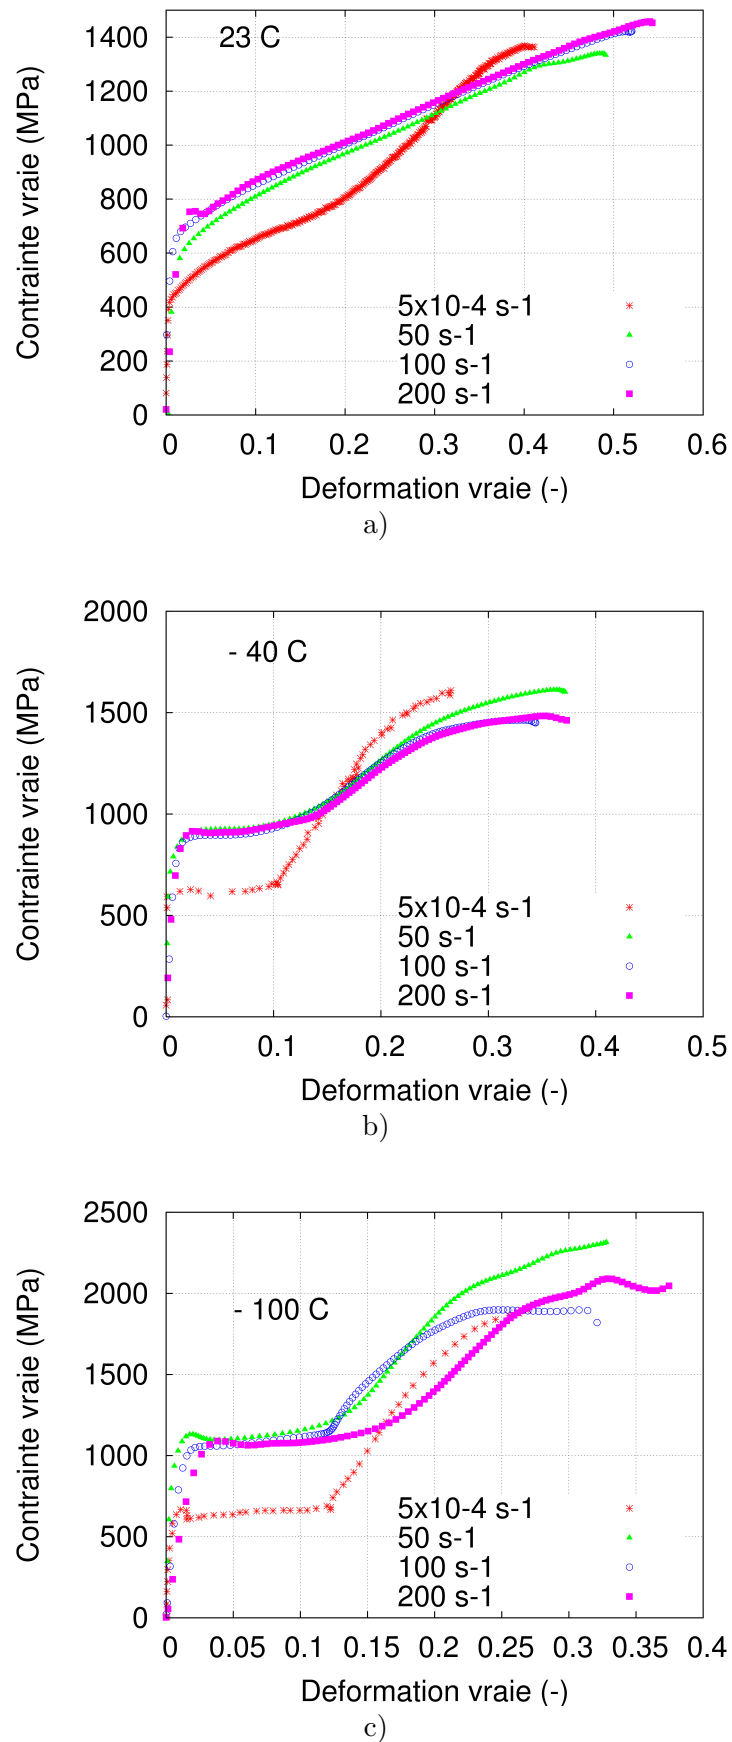 1400
1200
1000
800
600
400
200
0
Contrainte vraie (MPa)
23 C
5x10-4 s-1
50 s-1
100 s-1
200 s-1
0 0.1 0.2 0.3 0.4 0.5 0.6
Deformation vraie (-)
a)
2000
1500
1000
500
0
Contrainte vraie (MPa)
- 40 C
5x10-4 s-1
50 s-1
100 s-1
200 s-1
0 0.1 0.2 0.3 0.4 0.5
Deformation vraie (-)
b)
2500
2000
1500
1000
500
0
Contrainte vraie (MPa)
- 100 C
5x10-4 s-1
50 s-1
100 s-1
200 s-1
0 0.05 0.1 0.15 0.2 0.25 0.3 0.35 0.4
Deformation vraie (-)
c)